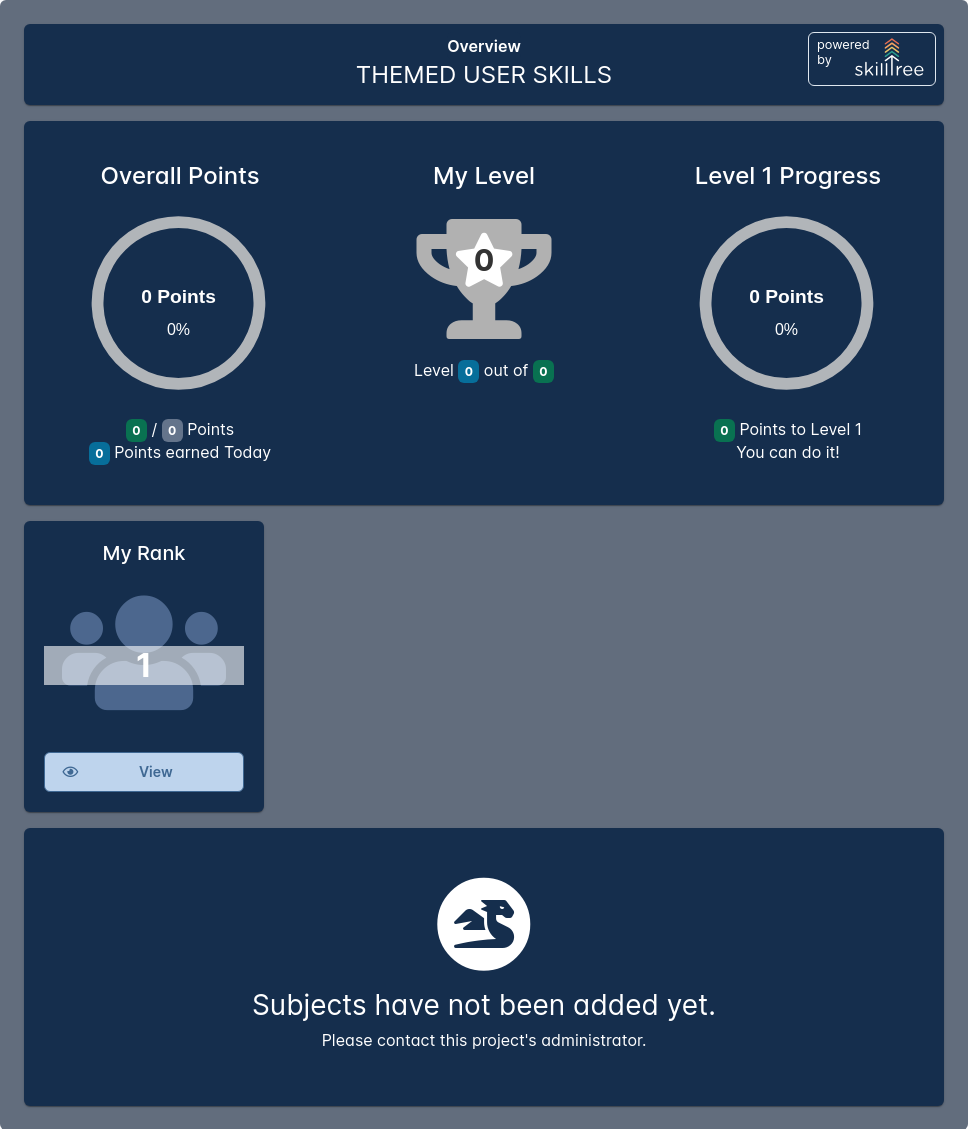 Overview
THEMED USER SKILLS
powered
by
skilltree
Overall Points
0 Points
0%
0 / 0 Points
0 Points earned Today
My Level
0
Level 0 out of 0
Level 1 Progress
0 Points
0%
0 Points to Level 1
You can do it!
My Rank
1
View
Subjects have not been added yet.
Please contact this project's administrator.